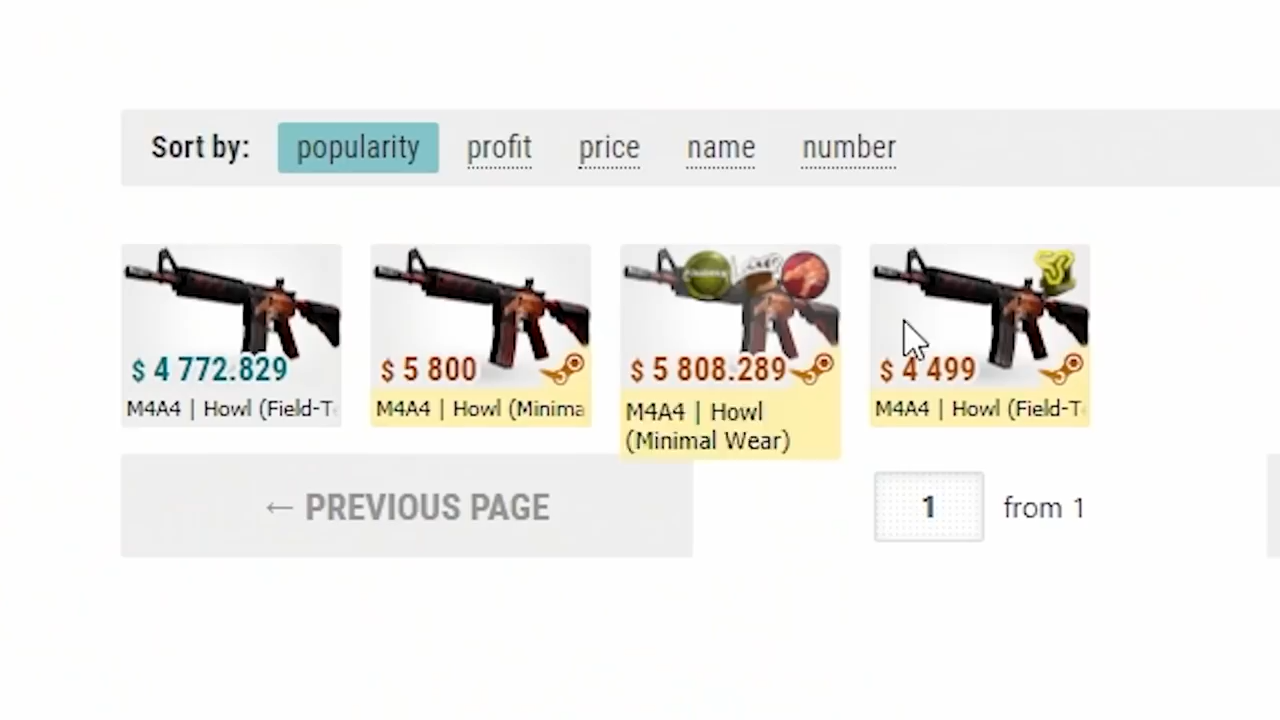 Sort by: popularity profit price name number
$ 4 772.829
M4A4 | Howl (Field-T
$ 5 800
M4A4 | Howl (Minima
$ 5 808.289
M4A4 | Howl
(Minimal Wear)
$ 4 499
M4A4 | Howl (Field-T
← PREVIOUS PAGE
1 from 1